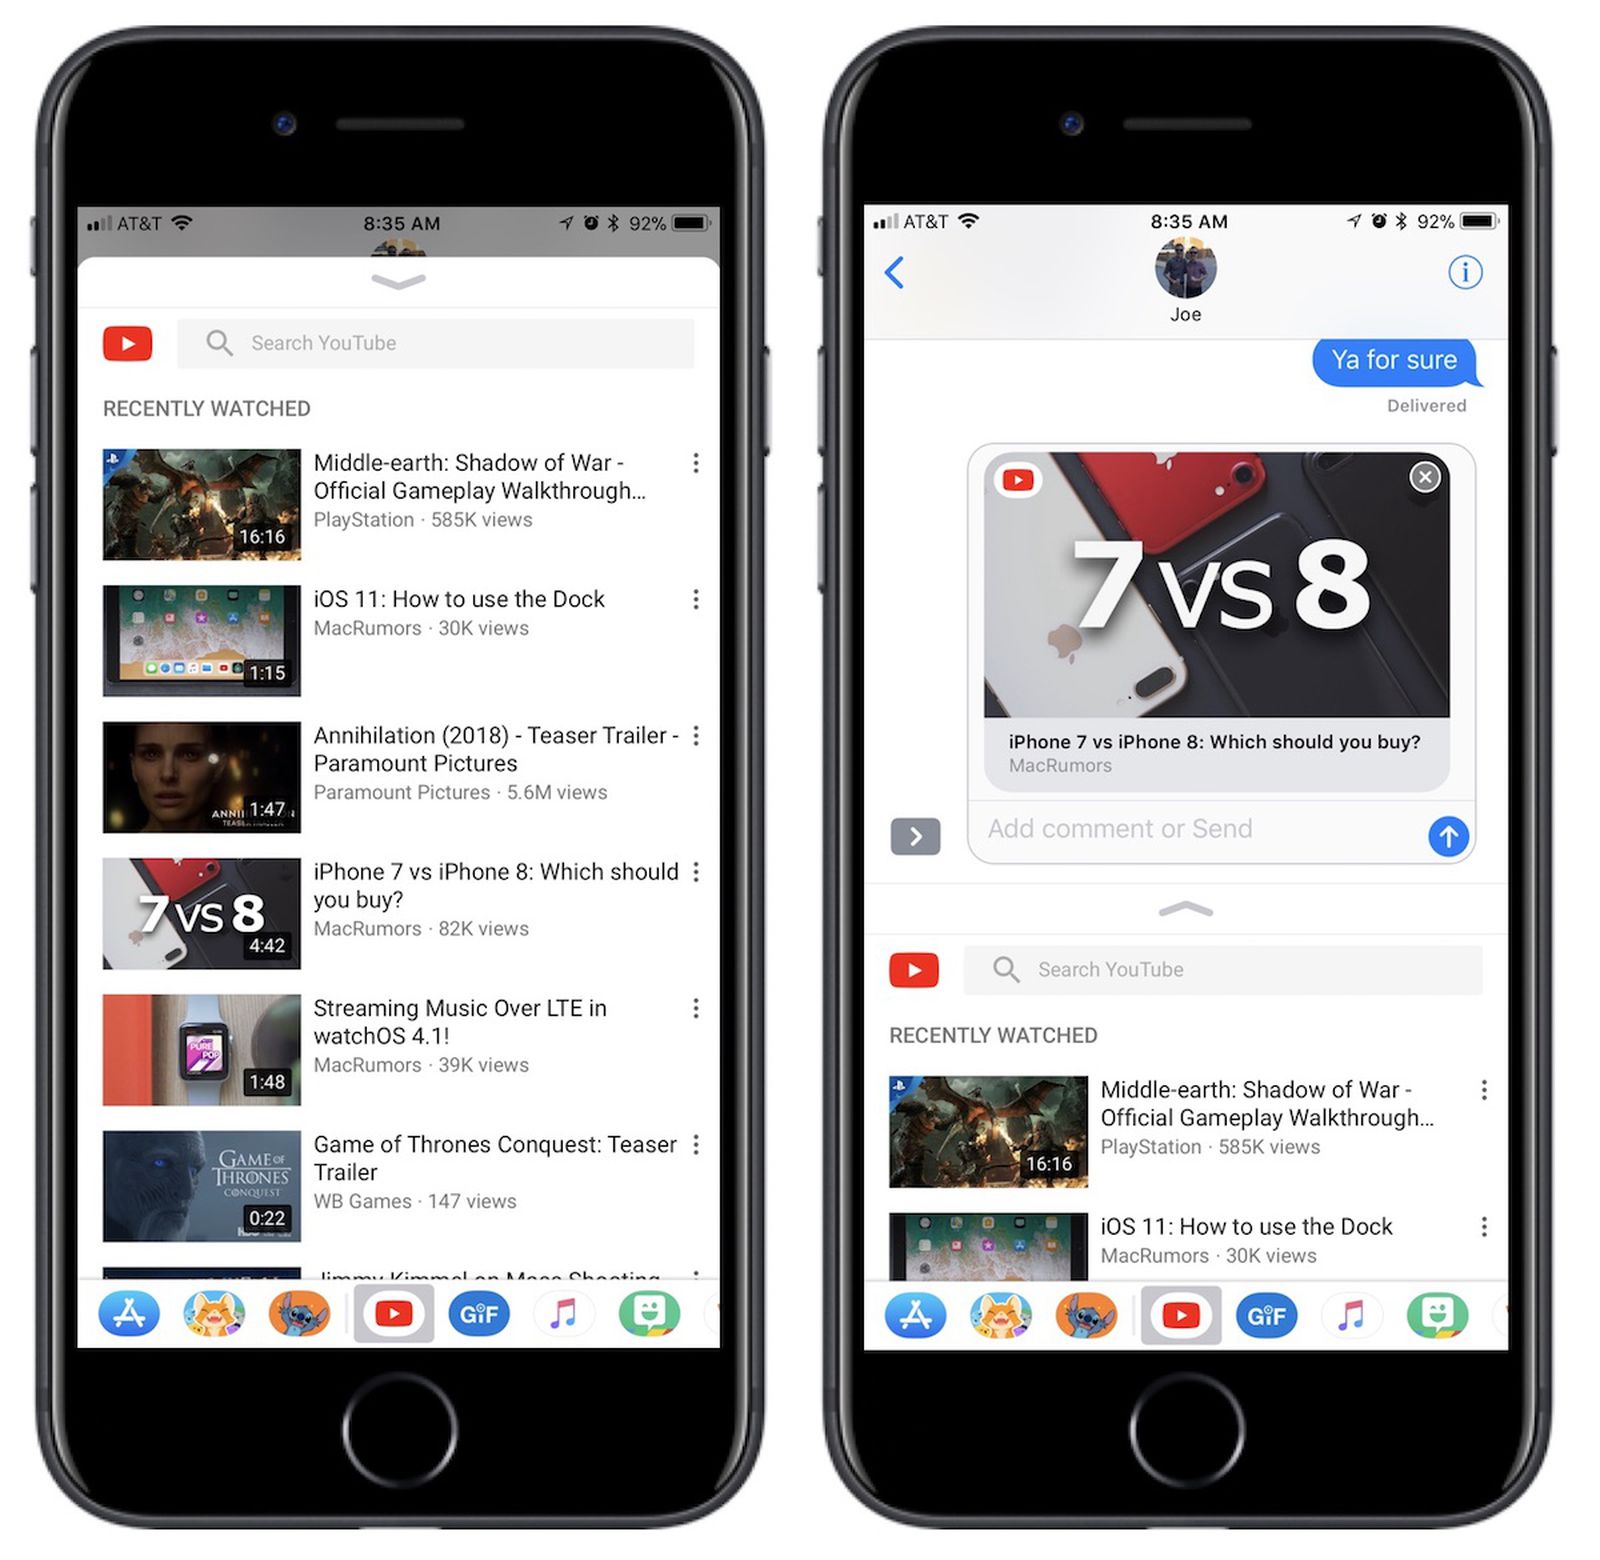 AT&T 8:35 AM 92%
Search YouTube
RECENTLY WATCHED
16:16
Middle-earth: Shadow of War -
Official Gameplay Walkthrough...
PlayStation · 585K views
1:15
iOS 11: How to use the Dock
MacRumors · 30K views
1:47
Annihilation (2018) - Teaser Trailer -
Paramount Pictures
Paramount Pictures · 5.6M views
7 VS 8
4:42
iPhone 7 vs iPhone 8: Which should
you buy?
MacRumors · 82K views
PURE
POP
1:48
Streaming Music Over LTE in
watchOS 4.1!
MacRumors · 39K views
GAME OF
THRONES
CONQUEST
0:22
Game of Thrones Conquest: Teaser
Trailer
WB Games · 147 views
Jimmy Kimmel on Mass Shooting
GIF
AT&T 8:35 AM 92%
Joe
Ya for sure
Delivered
7 VS 8
iPhone 7 vs iPhone 8: Which should you buy?
MacRumors
Add comment or Send
Search YouTube
RECENTLY WATCHED
16:16
Middle-earth: Shadow of War -
Official Gameplay Walkthrough...
PlayStation · 585K views
iOS 11: How to use the Dock
MacRumors · 30K views
GIF